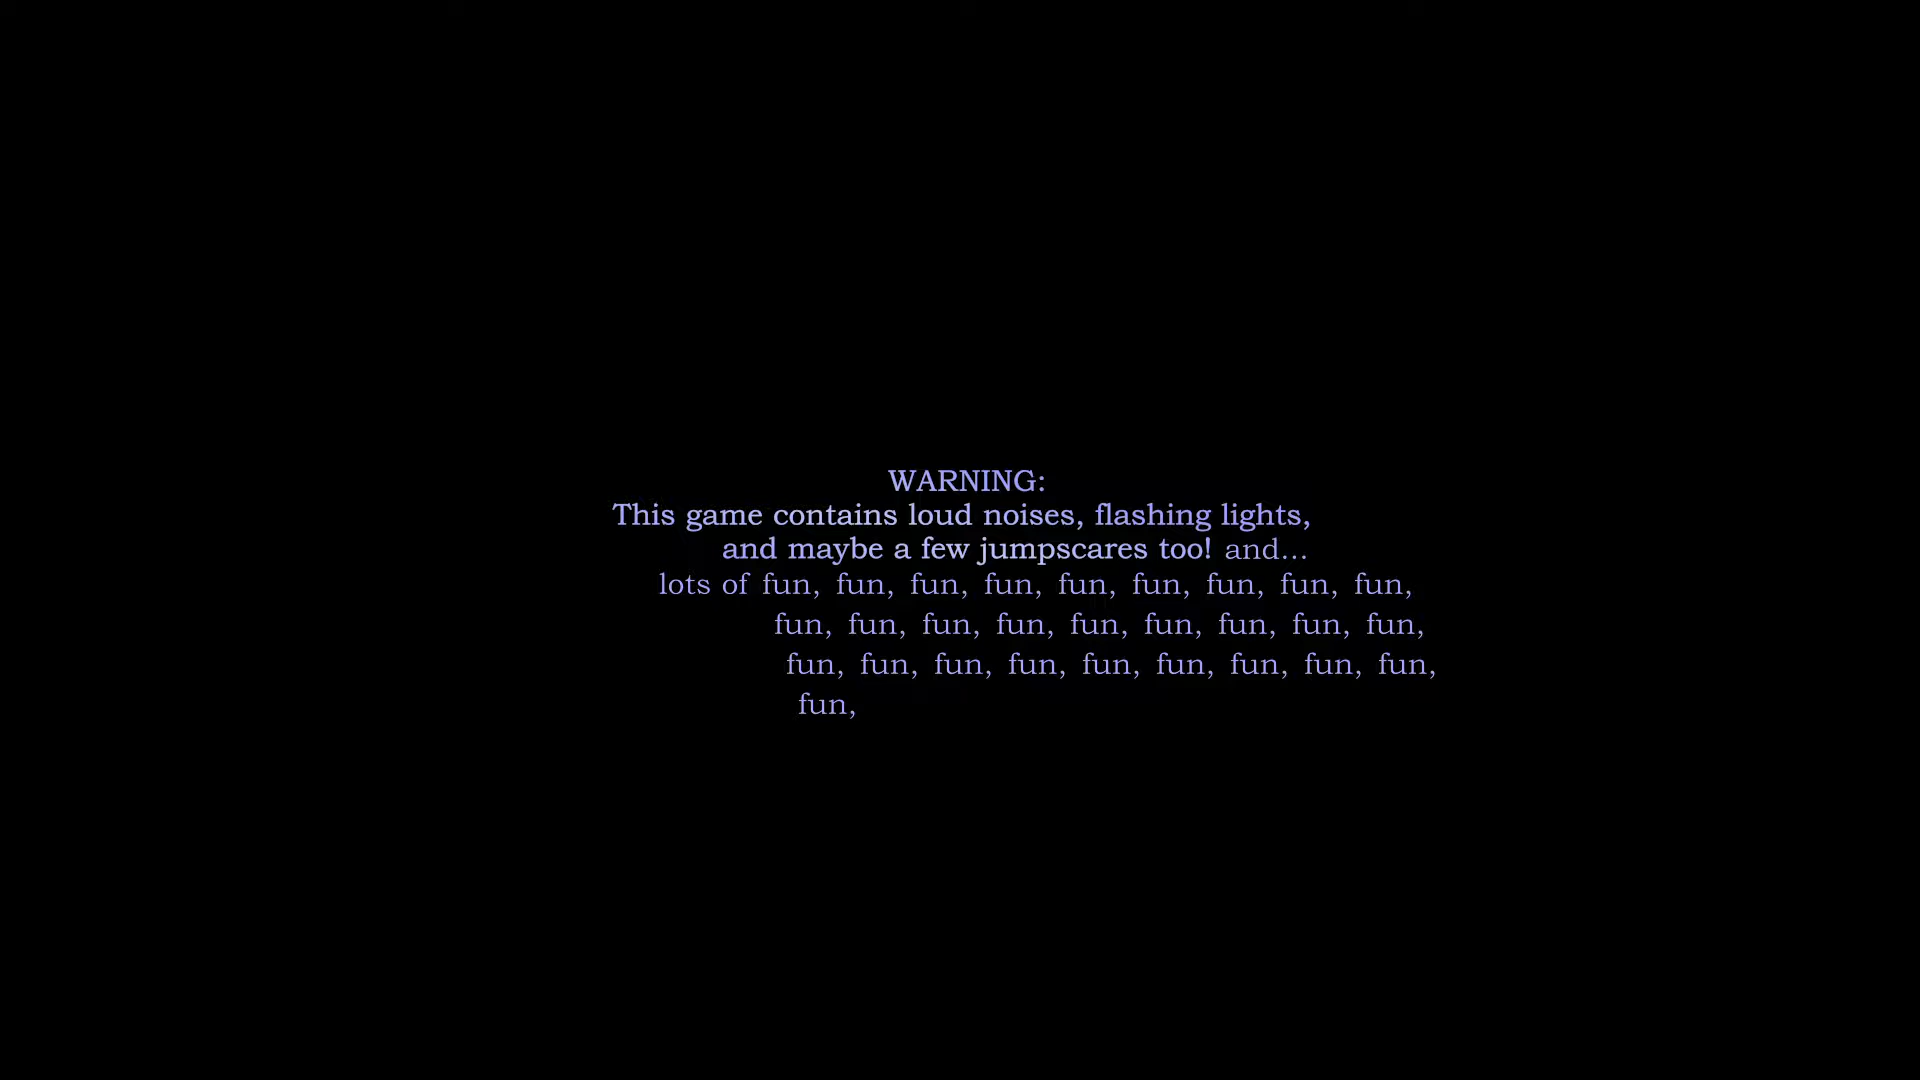 WARNING:
This game contains loud noises, flashing lights,
and maybe a few jumpscares too! and...
lots of fun, fun, fun, fun, fun, fun, fun, fun, fun,
fun, fun, fun, fun, fun, fun, fun, fun, fun,
fun, fun, fun, fun, fun, fun, fun, fun, fun,
fun,